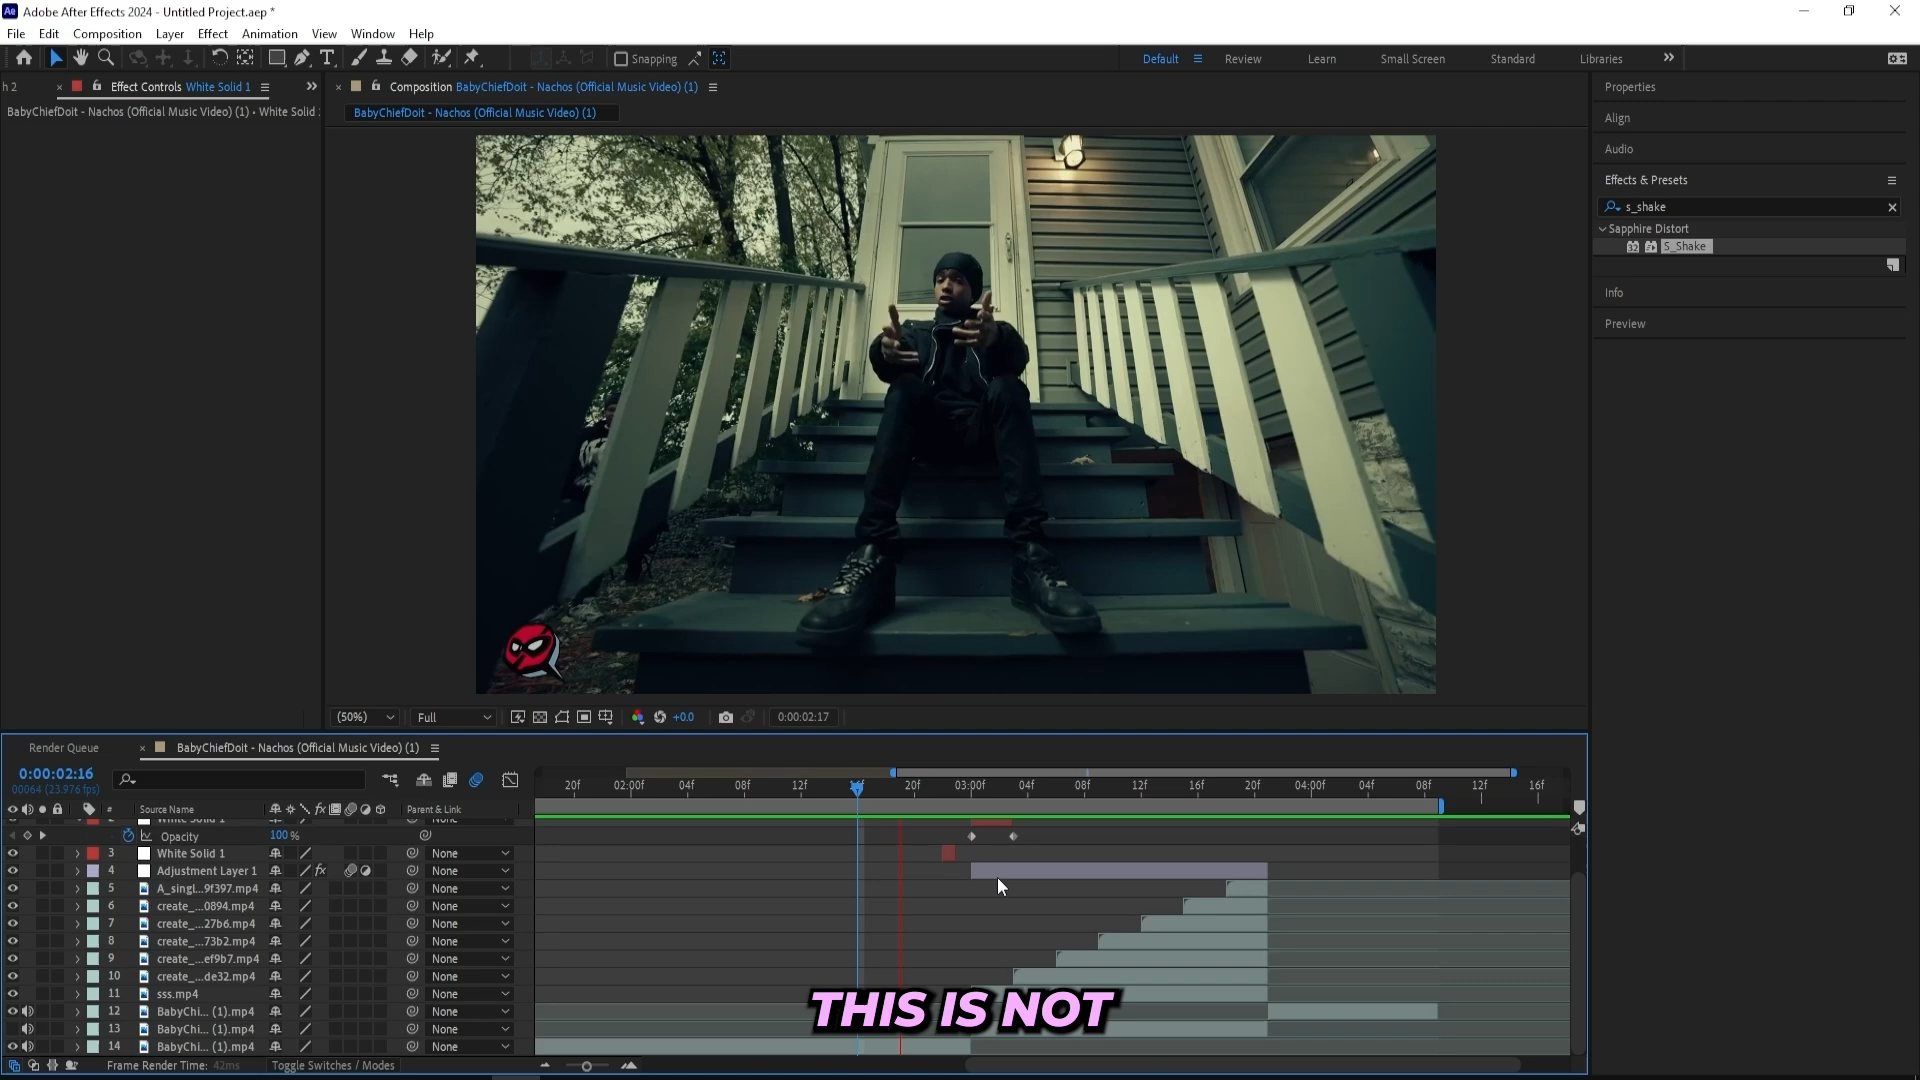 Ae Adobe After Effects 2024 - Untitled Project.aep *
File Edit Composition Layer Effect Animation View Window Help
Snapping
Default Review Learn Small Screen Standard Libraries
h 2 × Effect Controls White Solid 1
× Composition BabyChiefDoit - Nachos (Official Music Video) (1)
BabyChiefDoit - Nachos (Official Music Video) (1) • White Solid
BabyChiefDoit - Nachos (Official Music Video) (1)
Properties
Align
Audio
Effects & Presets
s_shake
Sapphire Distort
S_Shake
Info
Preview
(50%) Full +0.0 0:00:02:17
Render Queue × BabyChiefDoit - Nachos (Official Music Video) (1)
0:00:02:16
00064 (23.976 fps)
20f 02:00f 04f 08f 12f 16f 20f 03:00f 04f 08f 12f 16f 20f 04:00f 04f 08f 12f 16f
# Source Name Parent & Link
White Solid 1 None
Opacity 100 %
3 White Solid 1 None
4 Adjustment Layer 1 fx None
5 A_singl...9f397.mp4 None
6 create_...0894.mp4 None
7 create_...27b6.mp4 None
8 create_...73b2.mp4 None
9 create_...ef9b7.mp4 None
10 create_...de32.mp4 None
11 sss.mp4 None
12 BabyChi... (1).mp4 None
13 BabyChi... (1).mp4 None
14 BabyChi... (1).mp4 None
THIS IS NOT
Frame Render Time: 42ms Toggle Switches / Modes